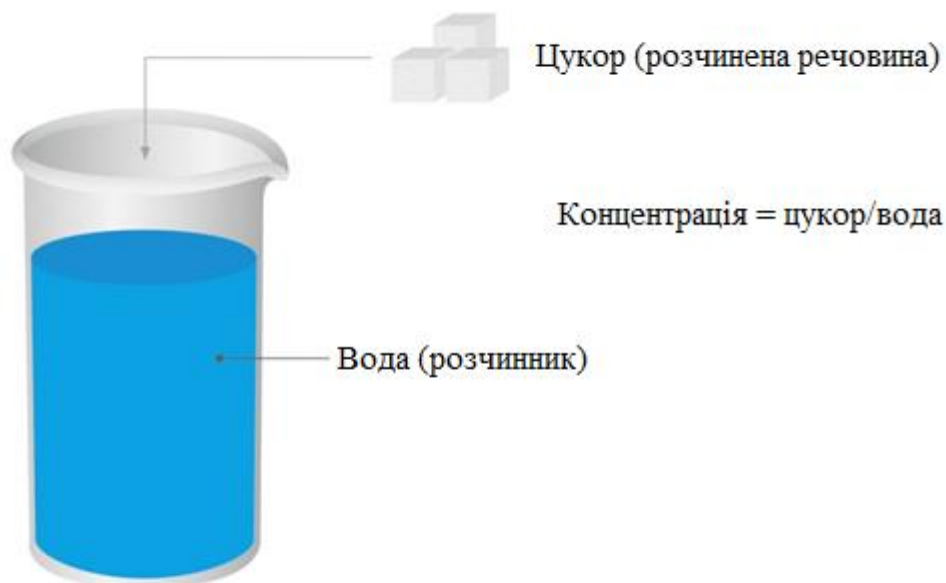 Цукор (розчинена речовина)
Концентрація = цукор/вода
Вода (розчинник)